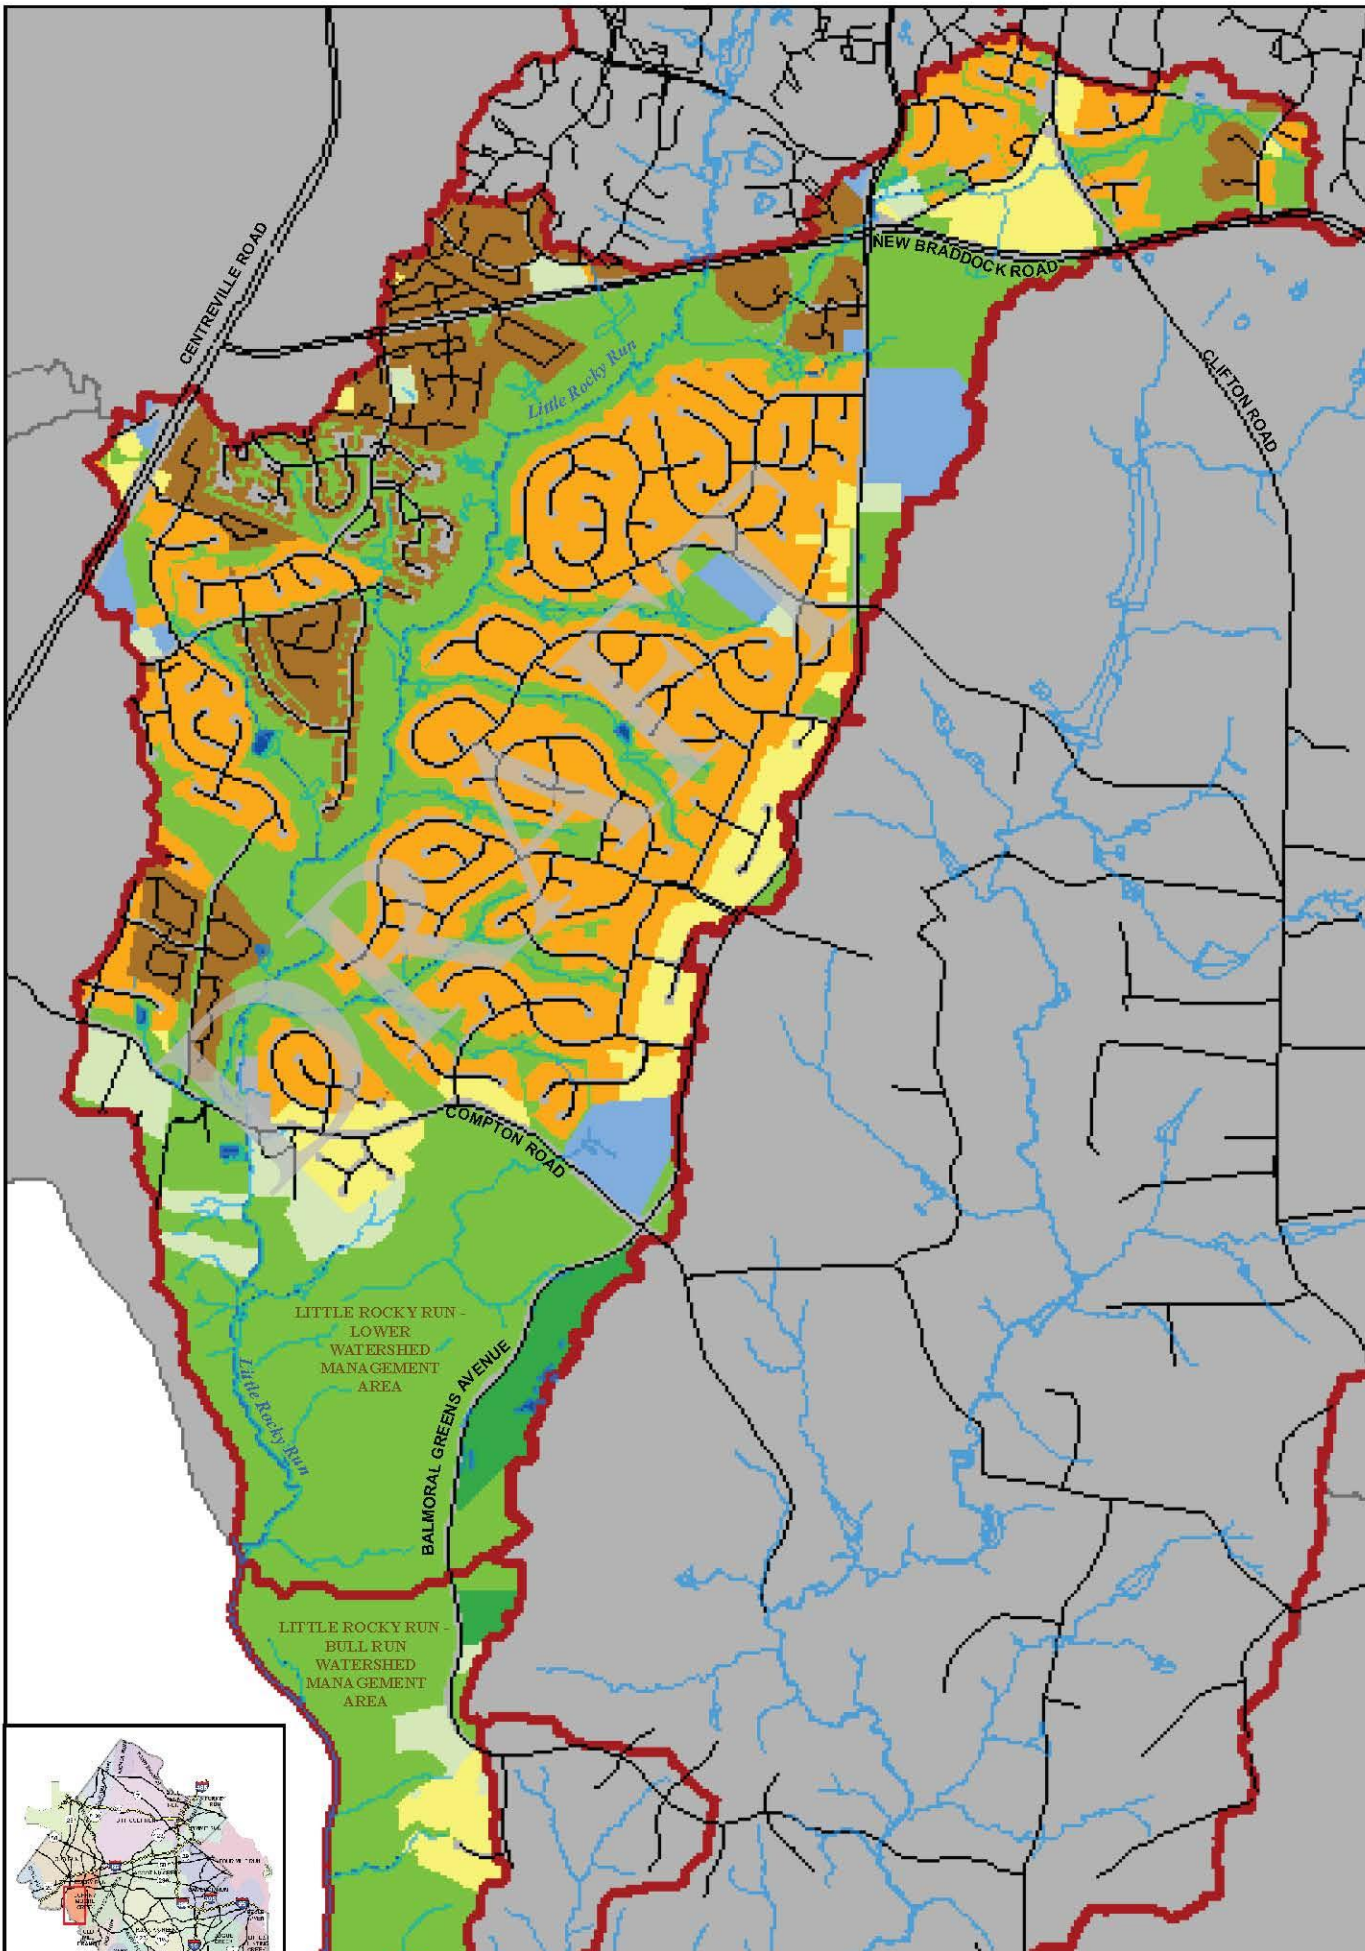 CENTREVILLE ROAD
NEW BRADDOCK ROAD
CLIFTON ROAD
Little Rocky Run
DRAFT
COMPTON ROAD
LITTLE ROCKY RUN -
LOWER
WATERSHED
MANAGEMENT
AREA
BALMORAL GREENS AVENUE
Little Rocky Run
LITTLE ROCKY RUN -
BULL RUN
WATERSHED
MANAGEMENT
AREA